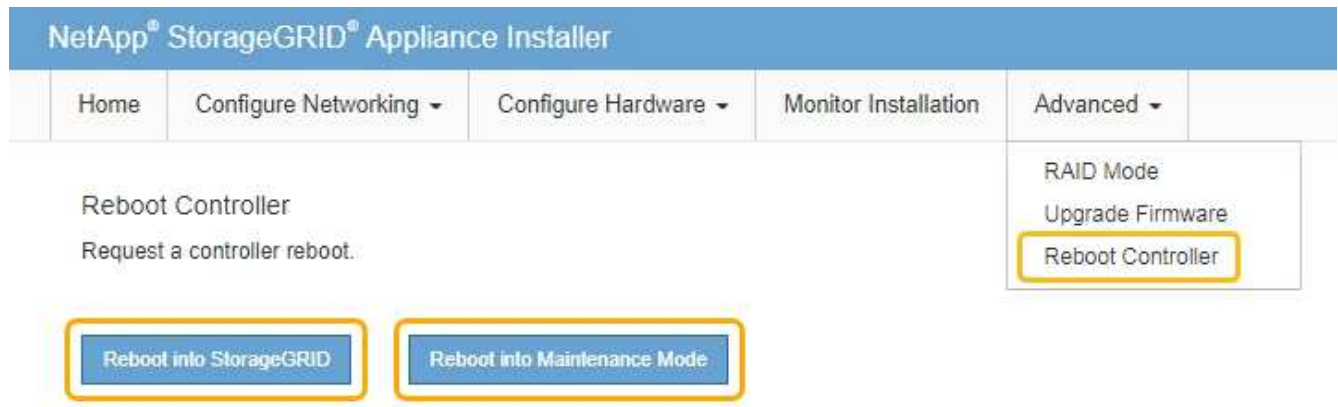 NetApp® StorageGRID® Appliance Installer
Home Configure Networking Configure Hardware Monitor Installation Advanced
RAID Mode
Upgrade Firmware
Reboot Controller
Reboot Controller
Request a controller reboot.
Reboot into StorageGRID Reboot into Maintenance Mode